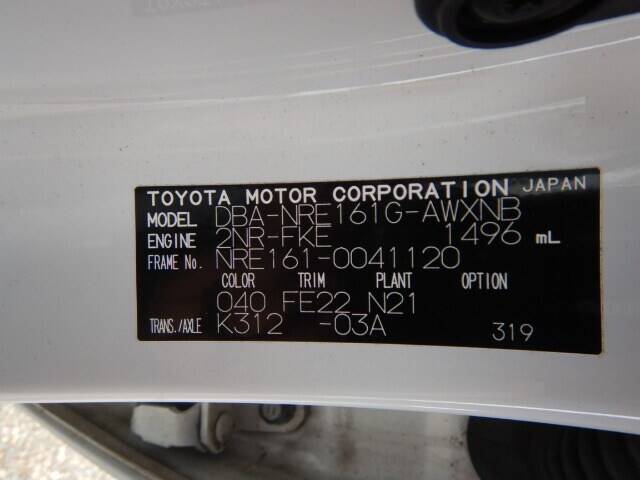 TOYOTA MOTOR CORPORATION JAPAN
MODEL DBA-NRE161G-AWXNB
ENGINE 2NR-FKE 1496 mL
FRAME No. NRE161-0041120
COLOR TRIM PLANT OPTION
040 FE22 N21
TRANS./AXLE K312 -03A 319